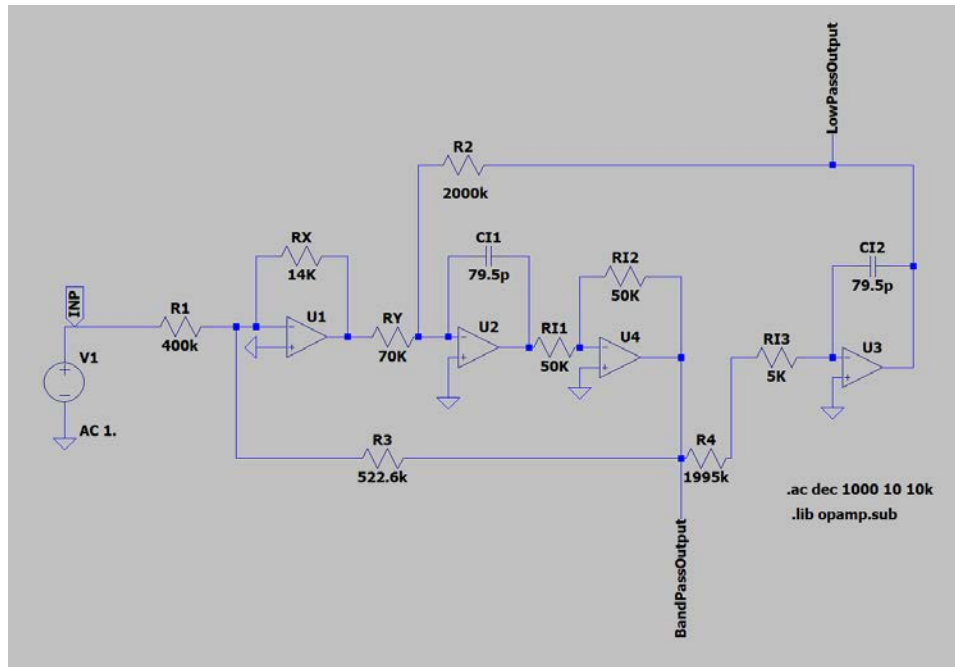 LowPassOutput
R2
2000k
RX
14K
CI1
79.5p
RI2
50K
CI2
79.5p
INP
R1
400k
U1
RY
70K
U2
RI1
50K
U4
RI3
5K
U3
V1
AC 1.
R3
522.6k
R4
1995k
.ac dec 1000 10 10k
.lib opamp.sub
BandPassOutput